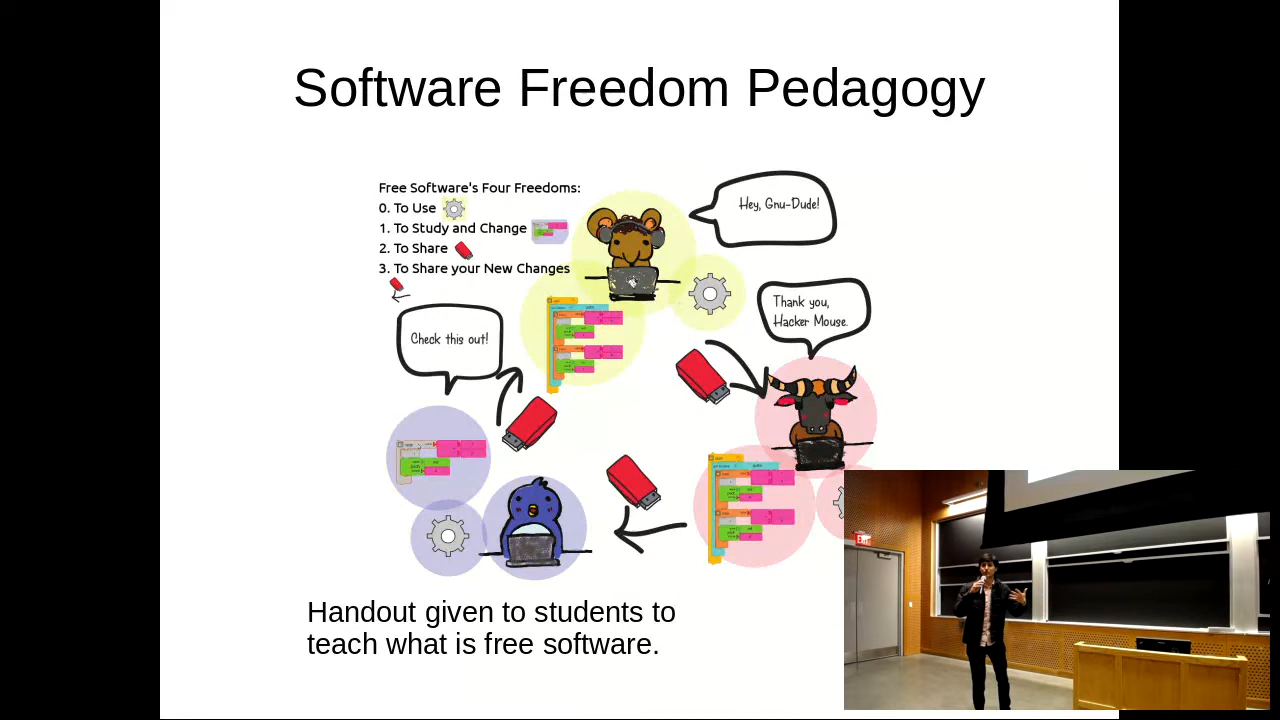 Software Freedom Pedagogy
Free Software's Four Freedoms:
0. To Use
1. To Study and Change
2. To Share
3. To Share your New Changes
Hey, Gnu-Dude!
Thank you,
Hacker Mouse.
Check this out!
Handout given to students to
teach what is free software.
EXIT